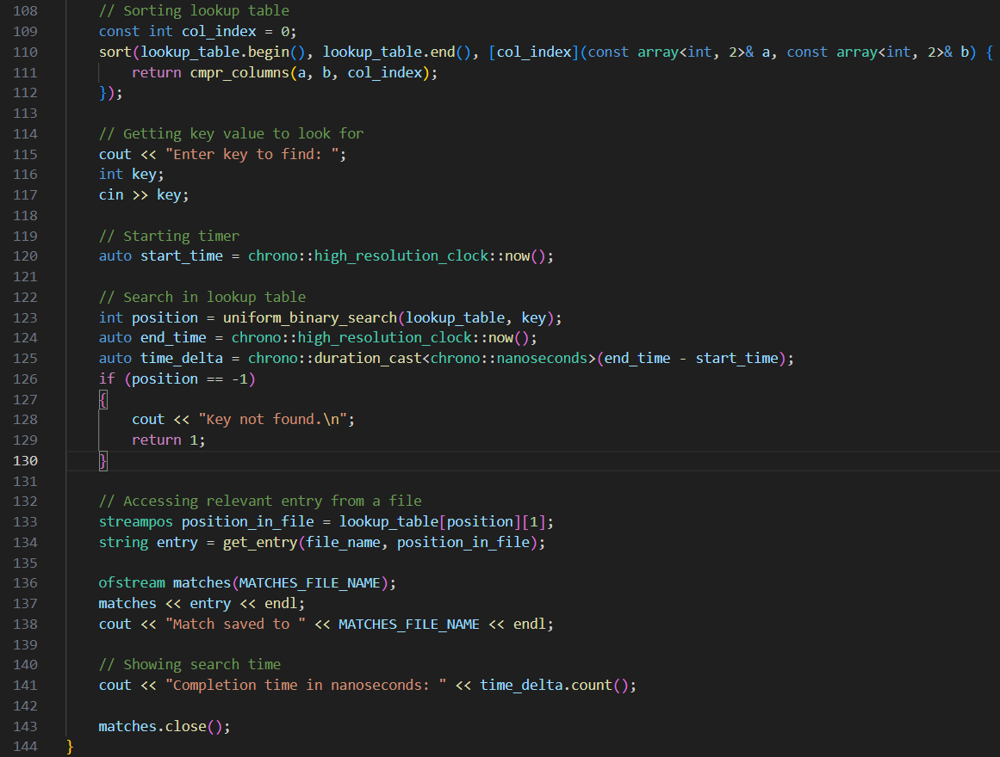 108 // Sorting lookup table
109 const int col_index = 0;
110 sort(lookup_table.begin(), lookup_table.end(), [col_index](const array<int, 2>& a, const array<int, 2>& b) {
111 return cmpr_columns(a, b, col_index);
112 });
113
114 // Getting key value to look for
115 cout << "Enter key to find: ";
116 int key;
117 cin >> key;
118
119 // Starting timer
120 auto start_time = chrono::high_resolution_clock::now();
121
122 // Search in lookup table
123 int position = uniform_binary_search(lookup_table, key);
124 auto end_time = chrono::high_resolution_clock::now();
125 auto time_delta = chrono::duration_cast<chrono::nanoseconds>(end_time - start_time);
126 if (position == -1)
127 {
128 cout << "Key not found.\n";
129 return 1;
130 }
131
132 // Accessing relevant entry from a file
133 streampos position_in_file = lookup_table[position][1];
134 string entry = get_entry(file_name, position_in_file);
135
136 ofstream matches(MATCHES_FILE_NAME);
137 matches << entry << endl;
138 cout << "Match saved to " << MATCHES_FILE_NAME << endl;
139
140 // Showing search time
141 cout << "Completion time in nanoseconds: " << time_delta.count();
142
143 matches.close();
144 }